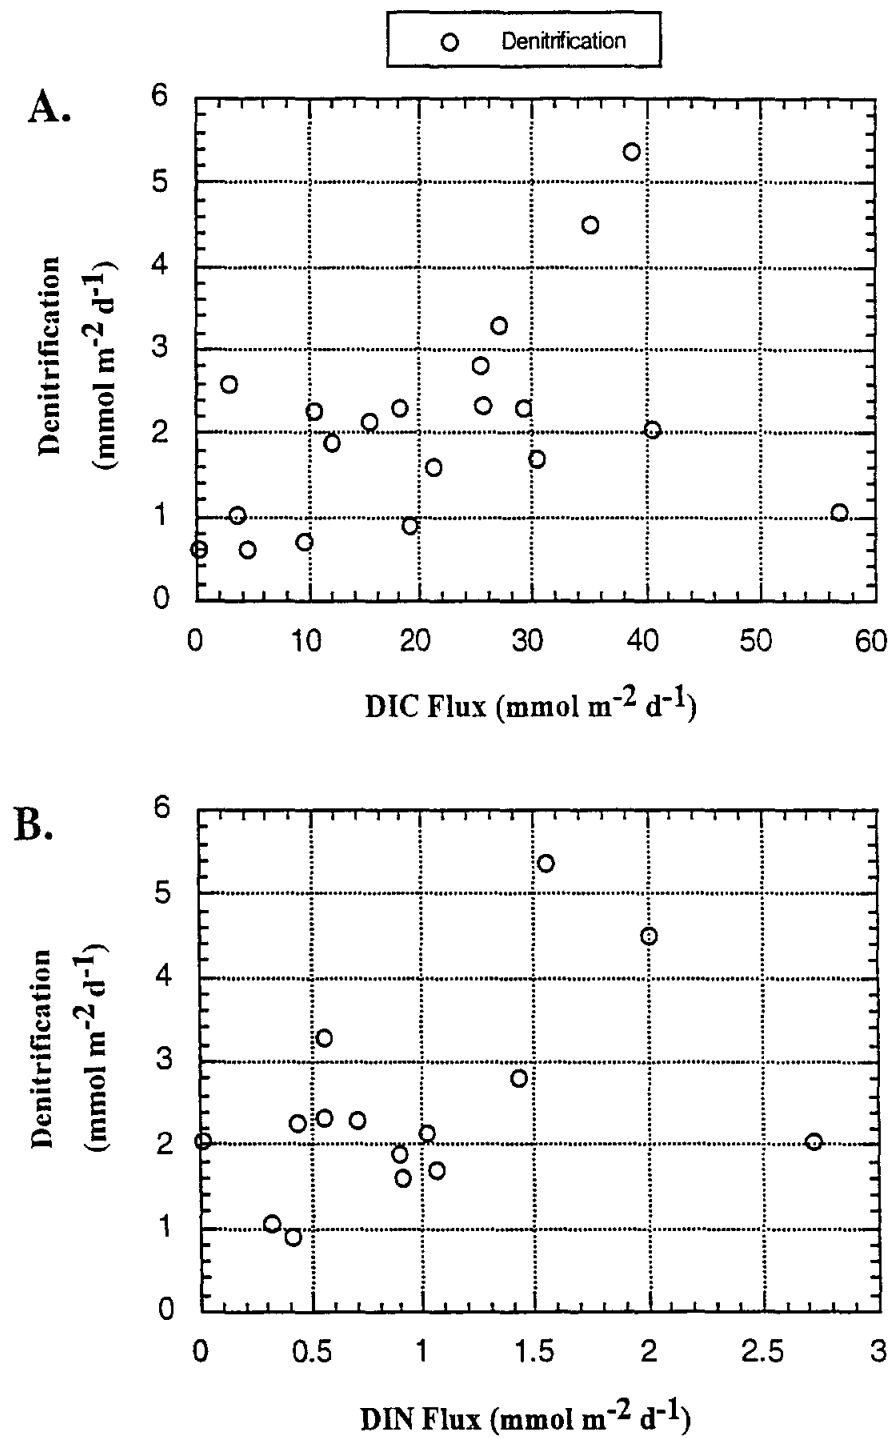 Denitrification
A.
6
5
4
3
2
1
0
Denitrification
(mmol m-2 d-1)
0 10 20 30 40 50 60
DIC Flux (mmol m-2 d-1)
B.
6
5
4
3
2
1
0
Denitrification
(mmol m-2 d-1)
0 0.5 1 1.5 2 2.5 3
DIN Flux (mmol m-2 d-1)